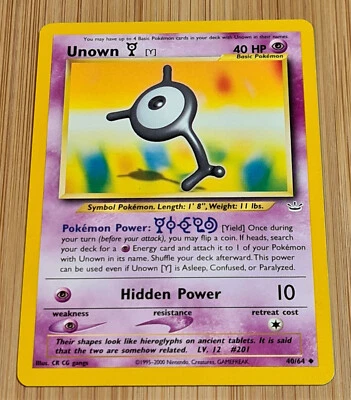 You may have up to 4 Basic Pokémon cards in your deck with Unown in their names.
Unown [Y] 40 HP
Basic Pokémon
Symbol Pokémon. Length: 1' 8", Weight: 11 lbs.
Pokémon Power: [Yield] Once during
your turn (before your attack), you may flip a coin. If heads, search
your deck for a Energy card and attach it to 1 of your Pokémon
with Unown in its name. Shuffle your deck afterward. This power
can be used even if Unown [Y] is Asleep, Confused, or Paralyzed.
Hidden Power 10
weakness resistance retreat cost
Their shapes look like hieroglyphs on ancient tablets. It is said
that the two are somehow related. LV. 12 #201
Illus. CR CG gangs ©1995-2000 Nintendo, Creatures, GAMEFREAK. 40/64